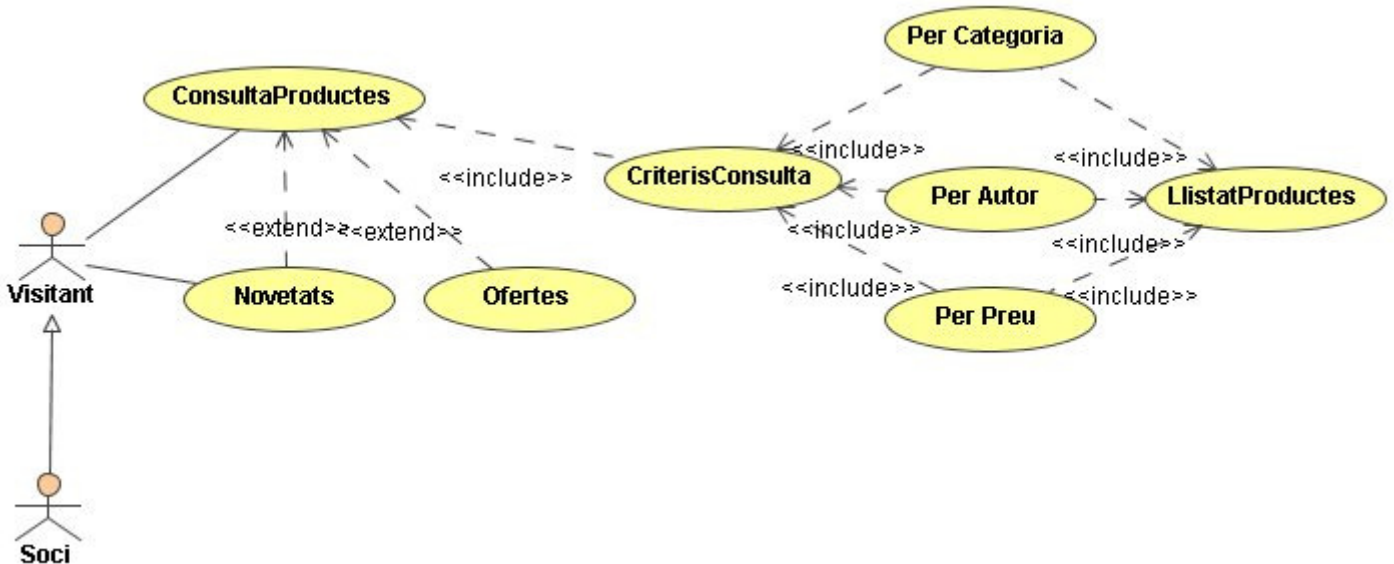 Per Categoria
ConsultaProductes
<<include>>
<<include>>
<<include>>
CriterisConsulta
Per Autor
LlistatProductes
<<extend>>
<<extend>>
<<include>>
<<include>>
Visitant
Novetats
Ofertes
<<include>>
<<include>>
Per Preu
Soci